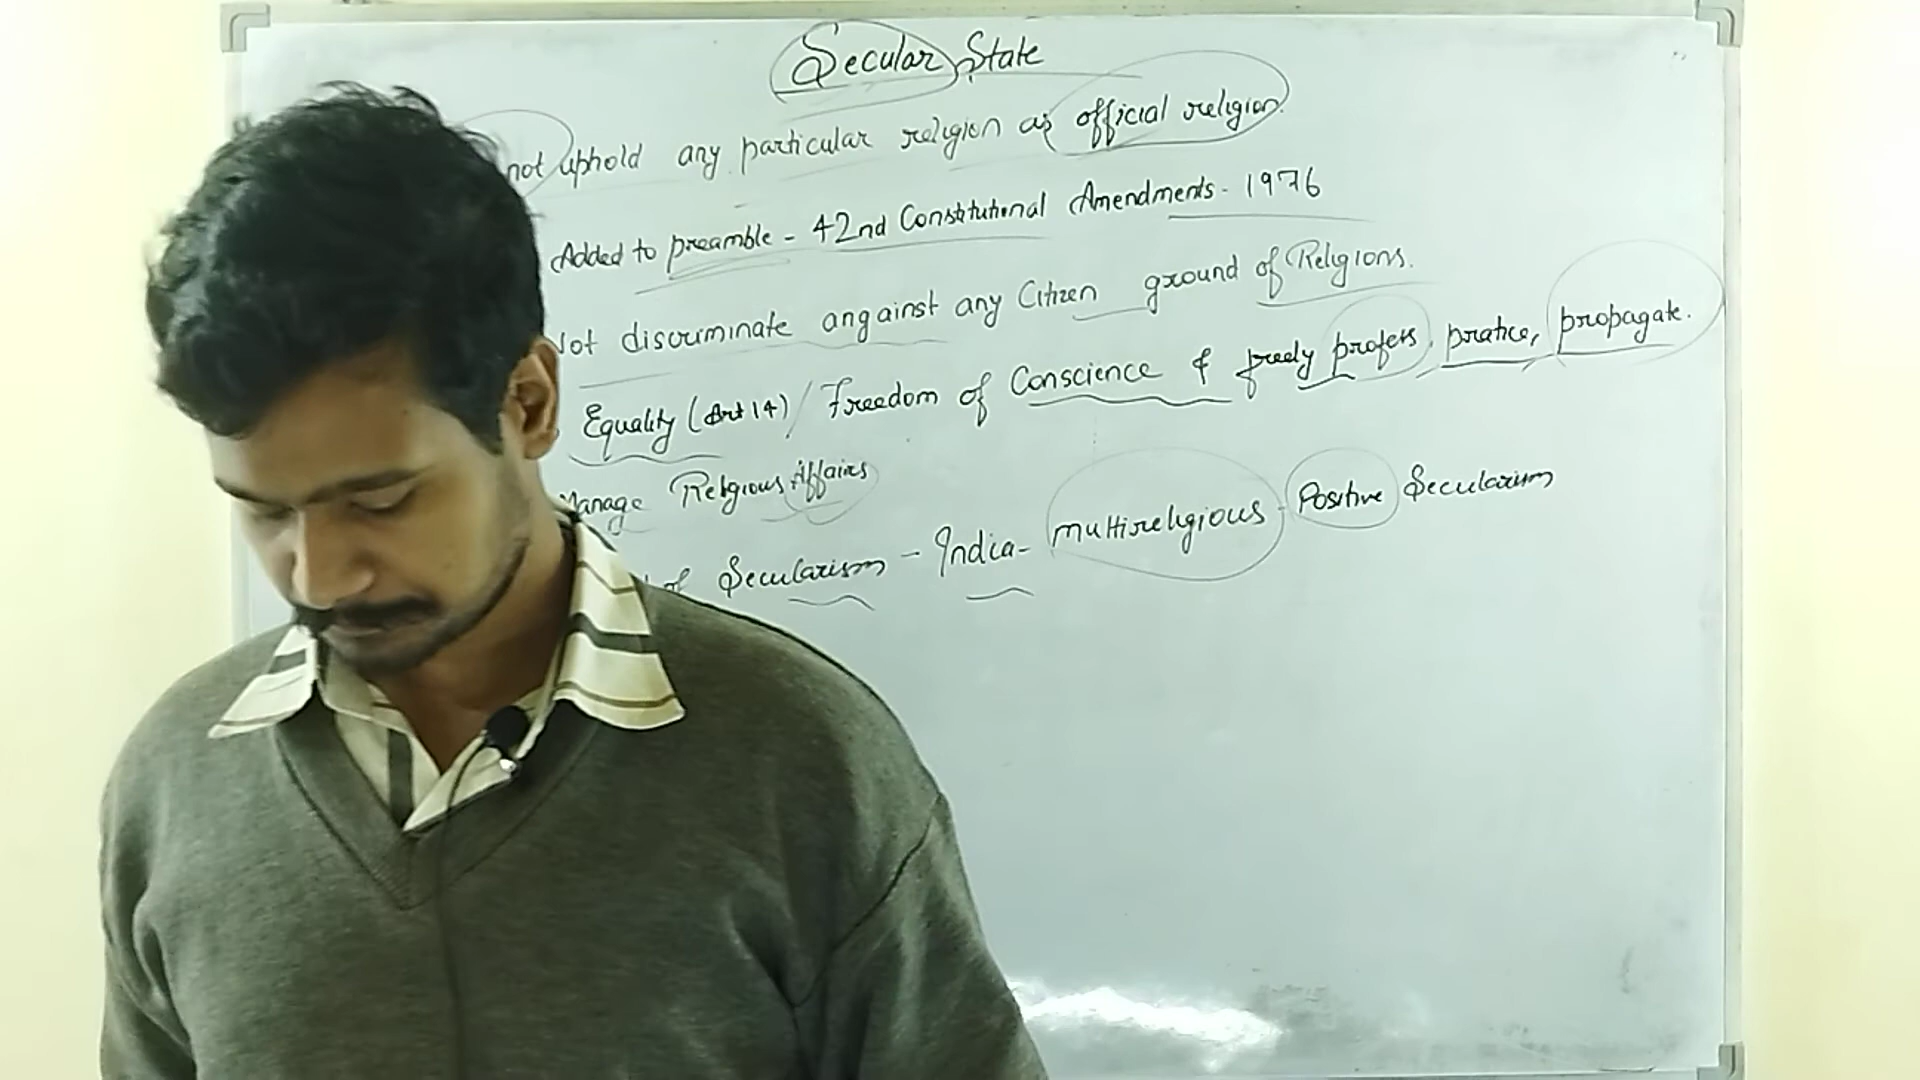 Secular State
not uphold any particular religion as official religion.
Added to preamble - 42nd Constitutional Amendments - 1976
Not discriminate angainst any Citizen ground of Religions.
Equality (Art 14) / Freedom of Conscience & freely profess, pratice, propagate.
Manage Religious Affairs
of Secularism - India - multireligious - Positive Secularism